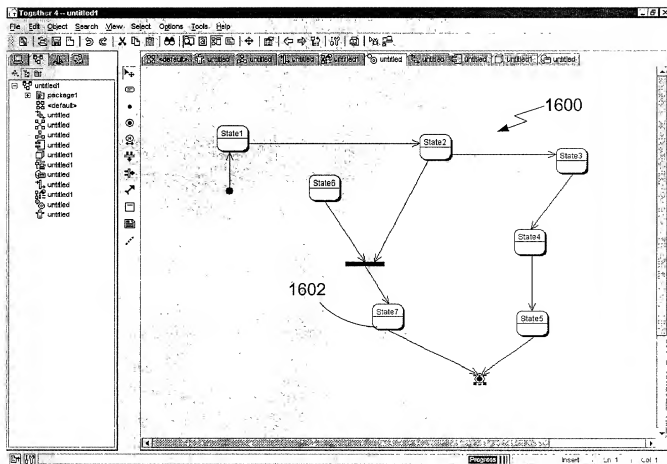 Together 4 -- untitled1
File Edit Object Search View Select Options Tools Help
<default> untitled untitled untitled untitled untitled untitled untitled untitled1 untitled
untitled1
package1
<default>
untitled
untitled
untitled
untitled
untitled1
untitled1
untitled
untitled
untitled1
untitled
untitled
1600
State1
State2
State3
State6
State4
1602
State7
State5
Progress
Insert
Ln 1
Col 1